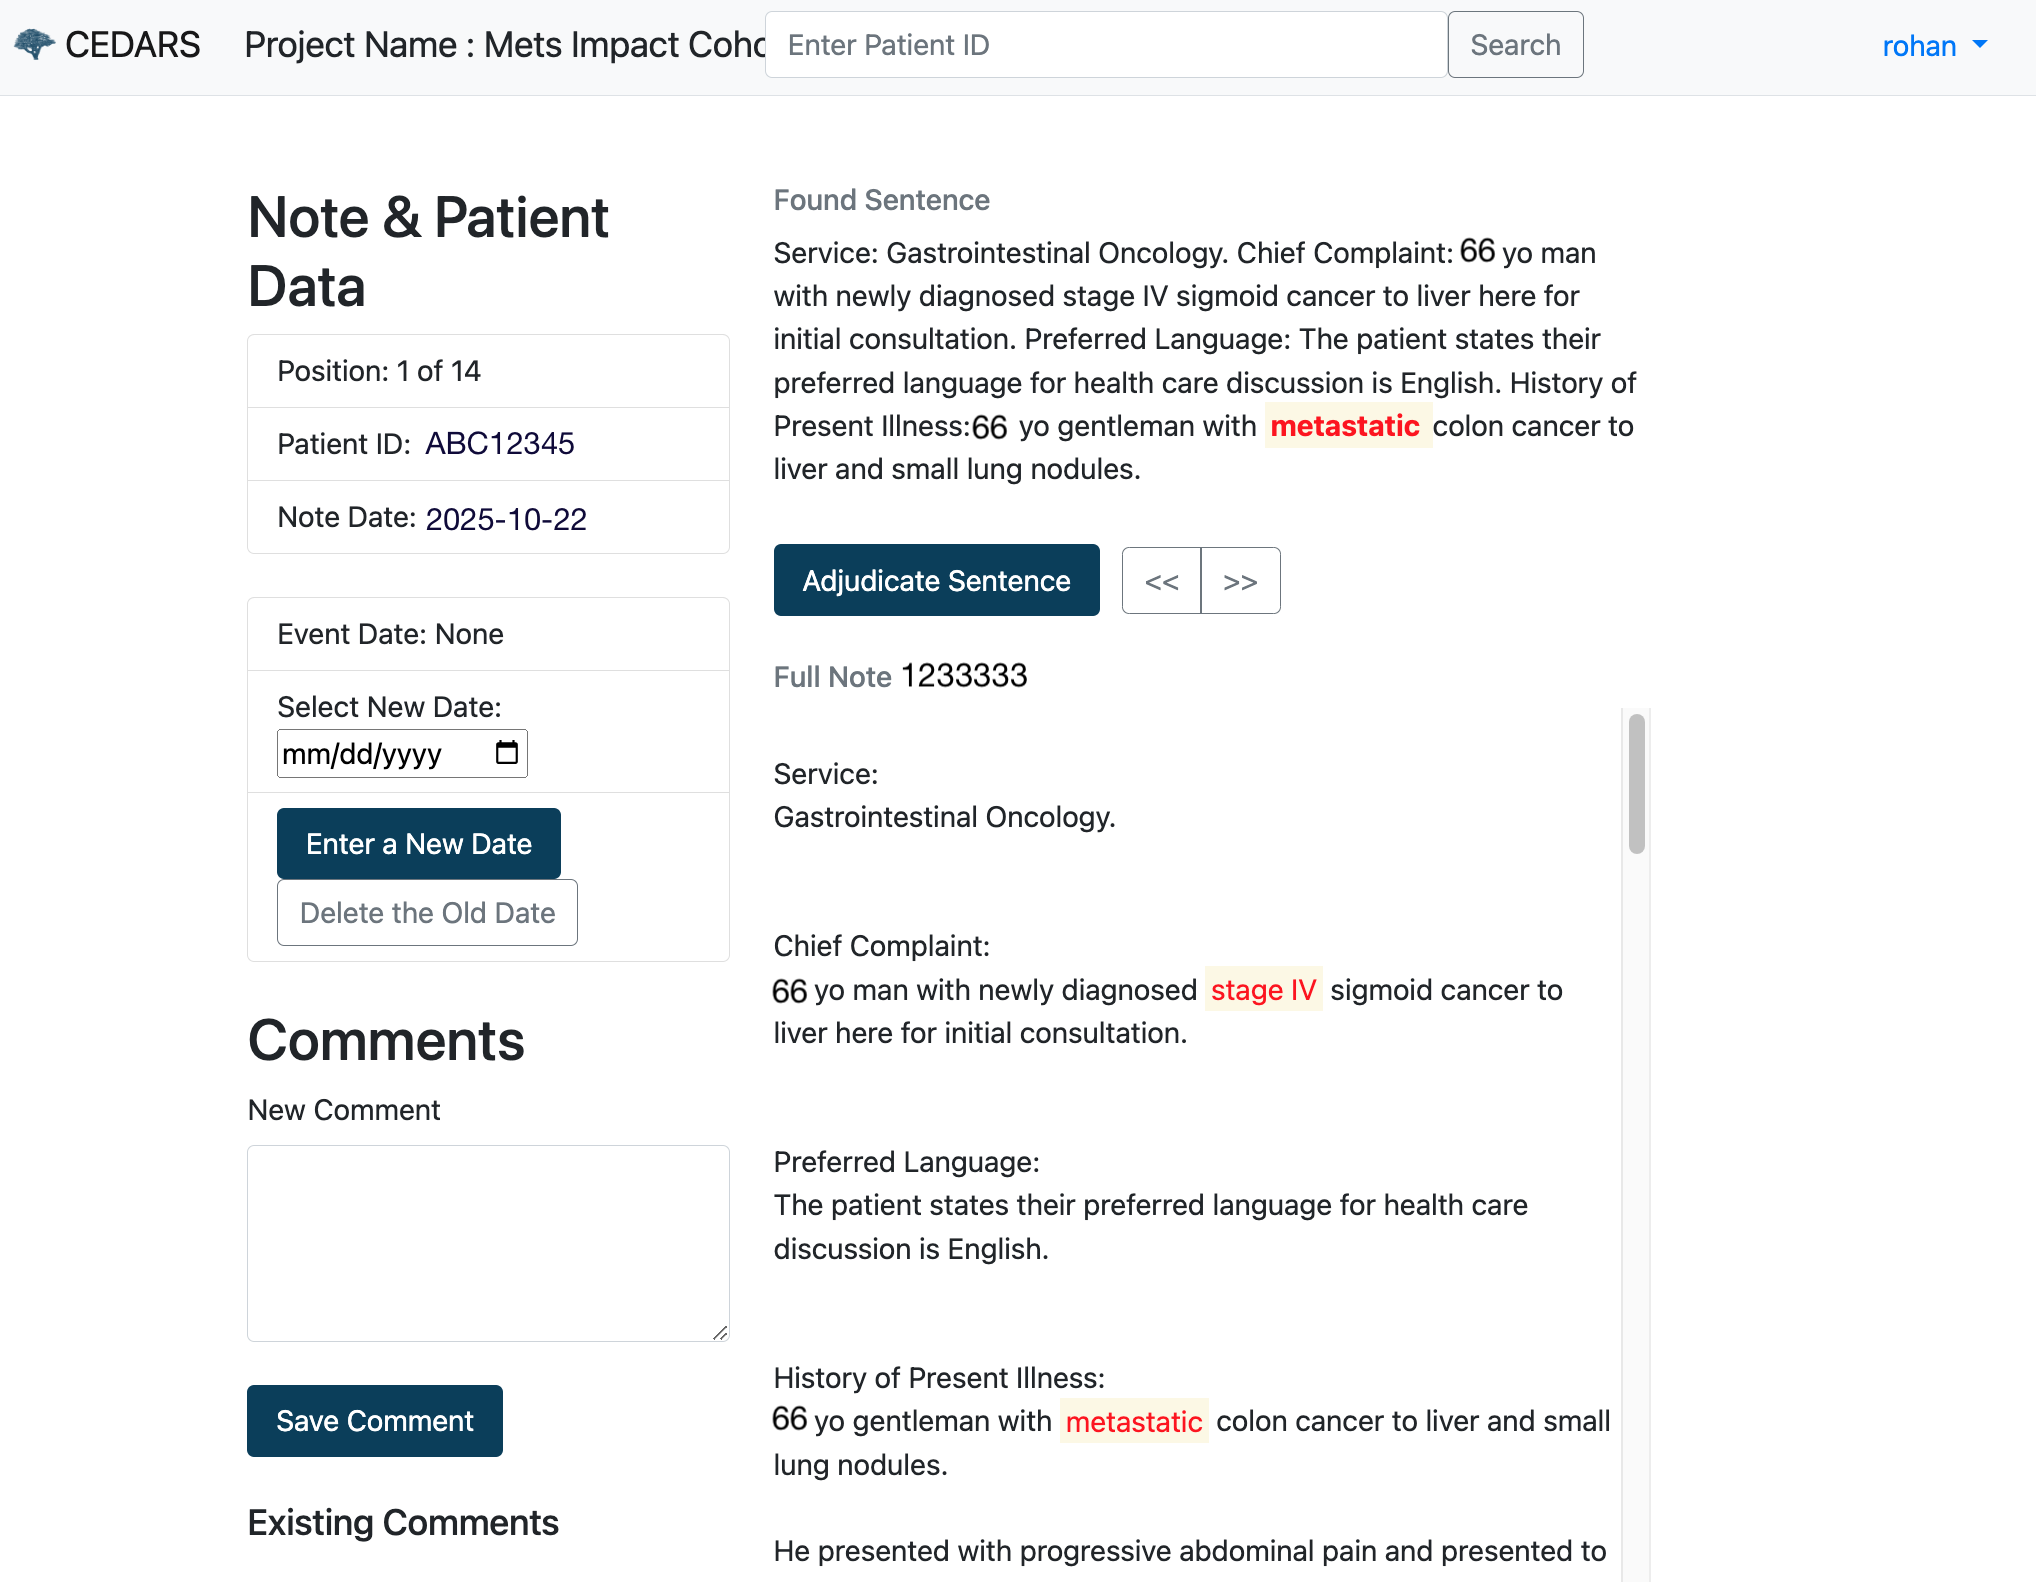 CEDARS
Project Name : Mets Impact Coho
Enter Patient ID
Search
rohan
Note & Patient
Data
Position: 1 of 14
Patient ID: ABC12345
Note Date: 2025-10-22
Event Date: None
Select New Date:
mm/dd/yyyy
Enter a New Date
Delete the Old Date
Comments
New Comment
Save Comment
Existing Comments
Found Sentence
Service: Gastrointestinal Oncology. Chief Complaint: 66 yo man
with newly diagnosed stage IV sigmoid cancer to liver here for
initial consultation. Preferred Language: The patient states their
preferred language for health care discussion is English. History of
Present Illness:66 yo gentleman with metastatic colon cancer to
liver and small lung nodules.
Adjudicate Sentence
<<
>>
Full Note 1233333
Service:
Gastrointestinal Oncology.
Chief Complaint:
66 yo man with newly diagnosed stage IV sigmoid cancer to
liver here for initial consultation.
Preferred Language:
The patient states their preferred language for health care
discussion is English.
History of Present Illness:
66 yo gentleman with metastatic colon cancer to liver and small
lung nodules.
He presented with progressive abdominal pain and presented to